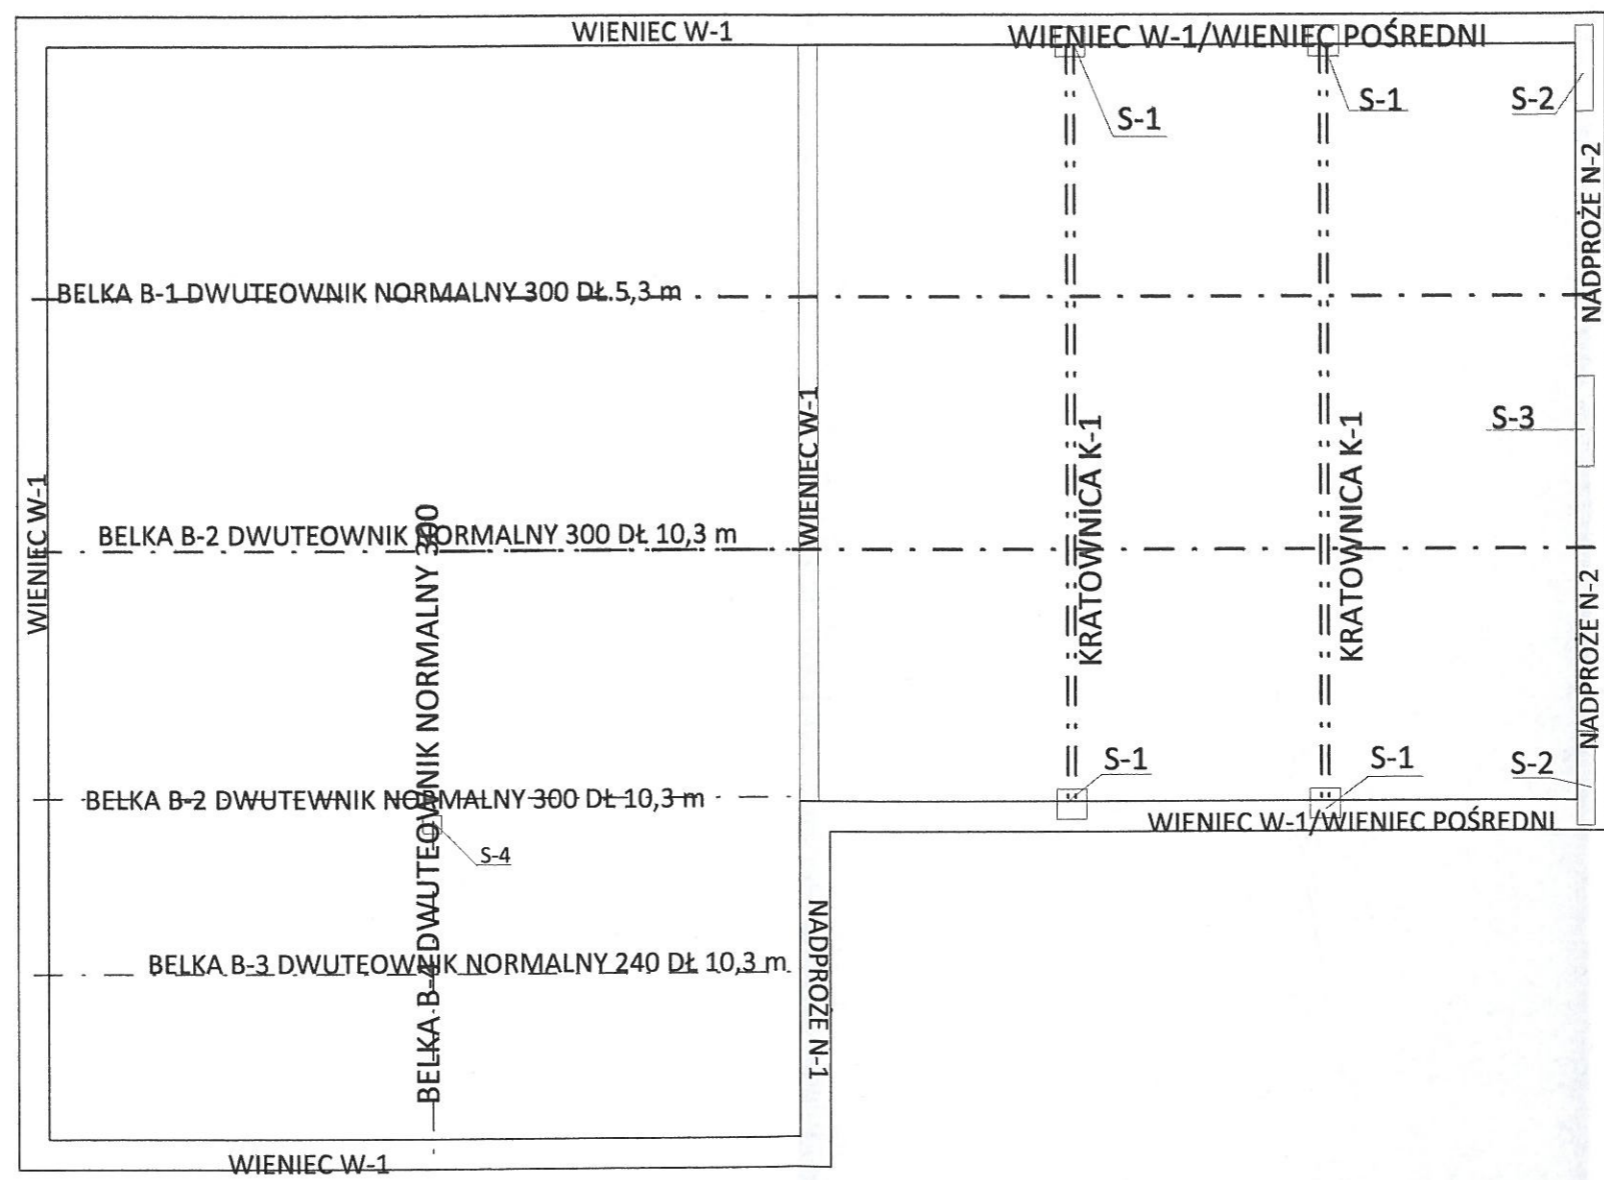 WIENIEC W-1
WIENIEC W-1/WIENIEC POŚREDNI
S-1
S-1
S-2
NADPROŻE N-2
BELKA B-1 DWUTEOWNIK NORMALNY 300 DŁ.5,3 m
WIENIEC W-1
KRATOWNICA K-1
KRATOWNICA K-1
S-3
WIENIEC W-1
BELKA B-2 DWUTEOWNIK NORMALNY 300 DŁ 10,3 m
BELKA B-4 DWUTEOWNIK NORMALNY 300
NADPROŻE N-2
S-1
S-1
S-2
BELKA B-2 DWUTEWNIK NORMALNY 300 DŁ 10,3 m
WIENIEC W-1/WIENIEC POŚREDNI
S-4
NADPROŻE N-1
BELKA B-3 DWUTEOWNIK NORMALNY 240 DŁ 10,3 m
WIENIEC W-1